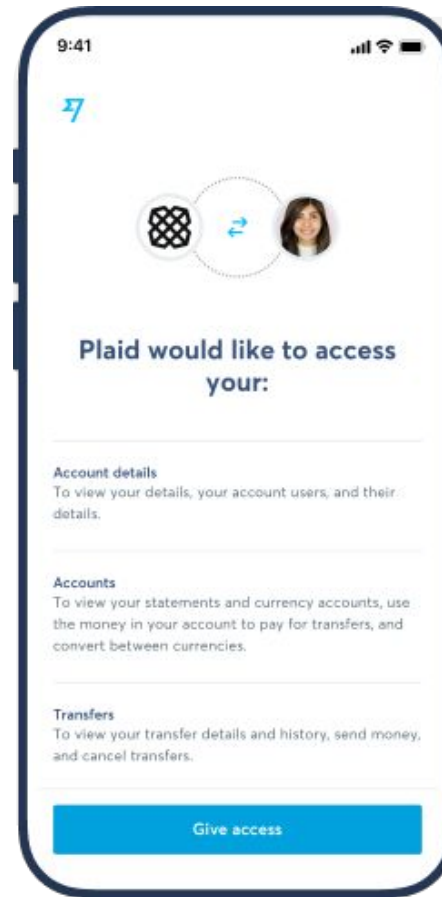 9:41
Plaid would like to access
your:
Account details
To view your details, your account users, and their
details.
Accounts
To view your statements and currency accounts, use
the money in your account to pay for transfers, and
convert between currencies.
Transfers
To view your transfer details and history, send money,
and cancel transfers.
Give access